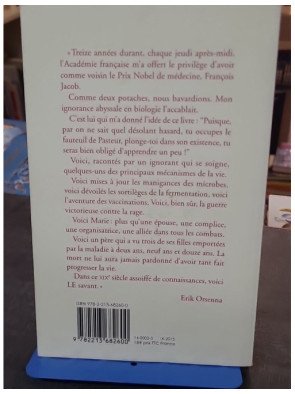 « Treize années durant, chaque jeudi après-midi,
l'Académie française m'a offert le privilège d'avoir
comme voisin le Prix Nobel de médecine, François
Jacob.
Comme deux potaches, nous bavardions. Mon
ignorance abyssale en biologie l'accablait.
C'est lui qui m'a donné l'idée de ce livre : "Puisque,
par on ne sait quel désolant hasard, tu occupes le
fauteuil de Pasteur, plonge-toi dans son existence, tu
seras bien obligé d'apprendre un peu !"
Voici, racontés par un ignorant qui se soigne,
quelques-uns des principaux mécanismes de la vie.
Voici mises à jour les manigances des microbes,
voici dévoilés les sortilèges de la fermentation, voici
l'aventure des vaccinations. Voici, bien sûr, la guerre
victorieuse contre la rage.
Voici Marie : plus qu'une épouse, une complice,
une organisatrice, une alliée dans tous les combats.
Voici un père qui a vu trois de ses filles emportées
par la maladie à deux ans, neuf ans et douze ans. La
mort ne lui aura jamais pardonné d'avoir tant fait
progresser la vie.
Dans ce XIXe siècle assoiffé de connaissances, voici
LE savant. »
Erik Orsenna
ISBN 978-2-213-68260-0
9782213682600